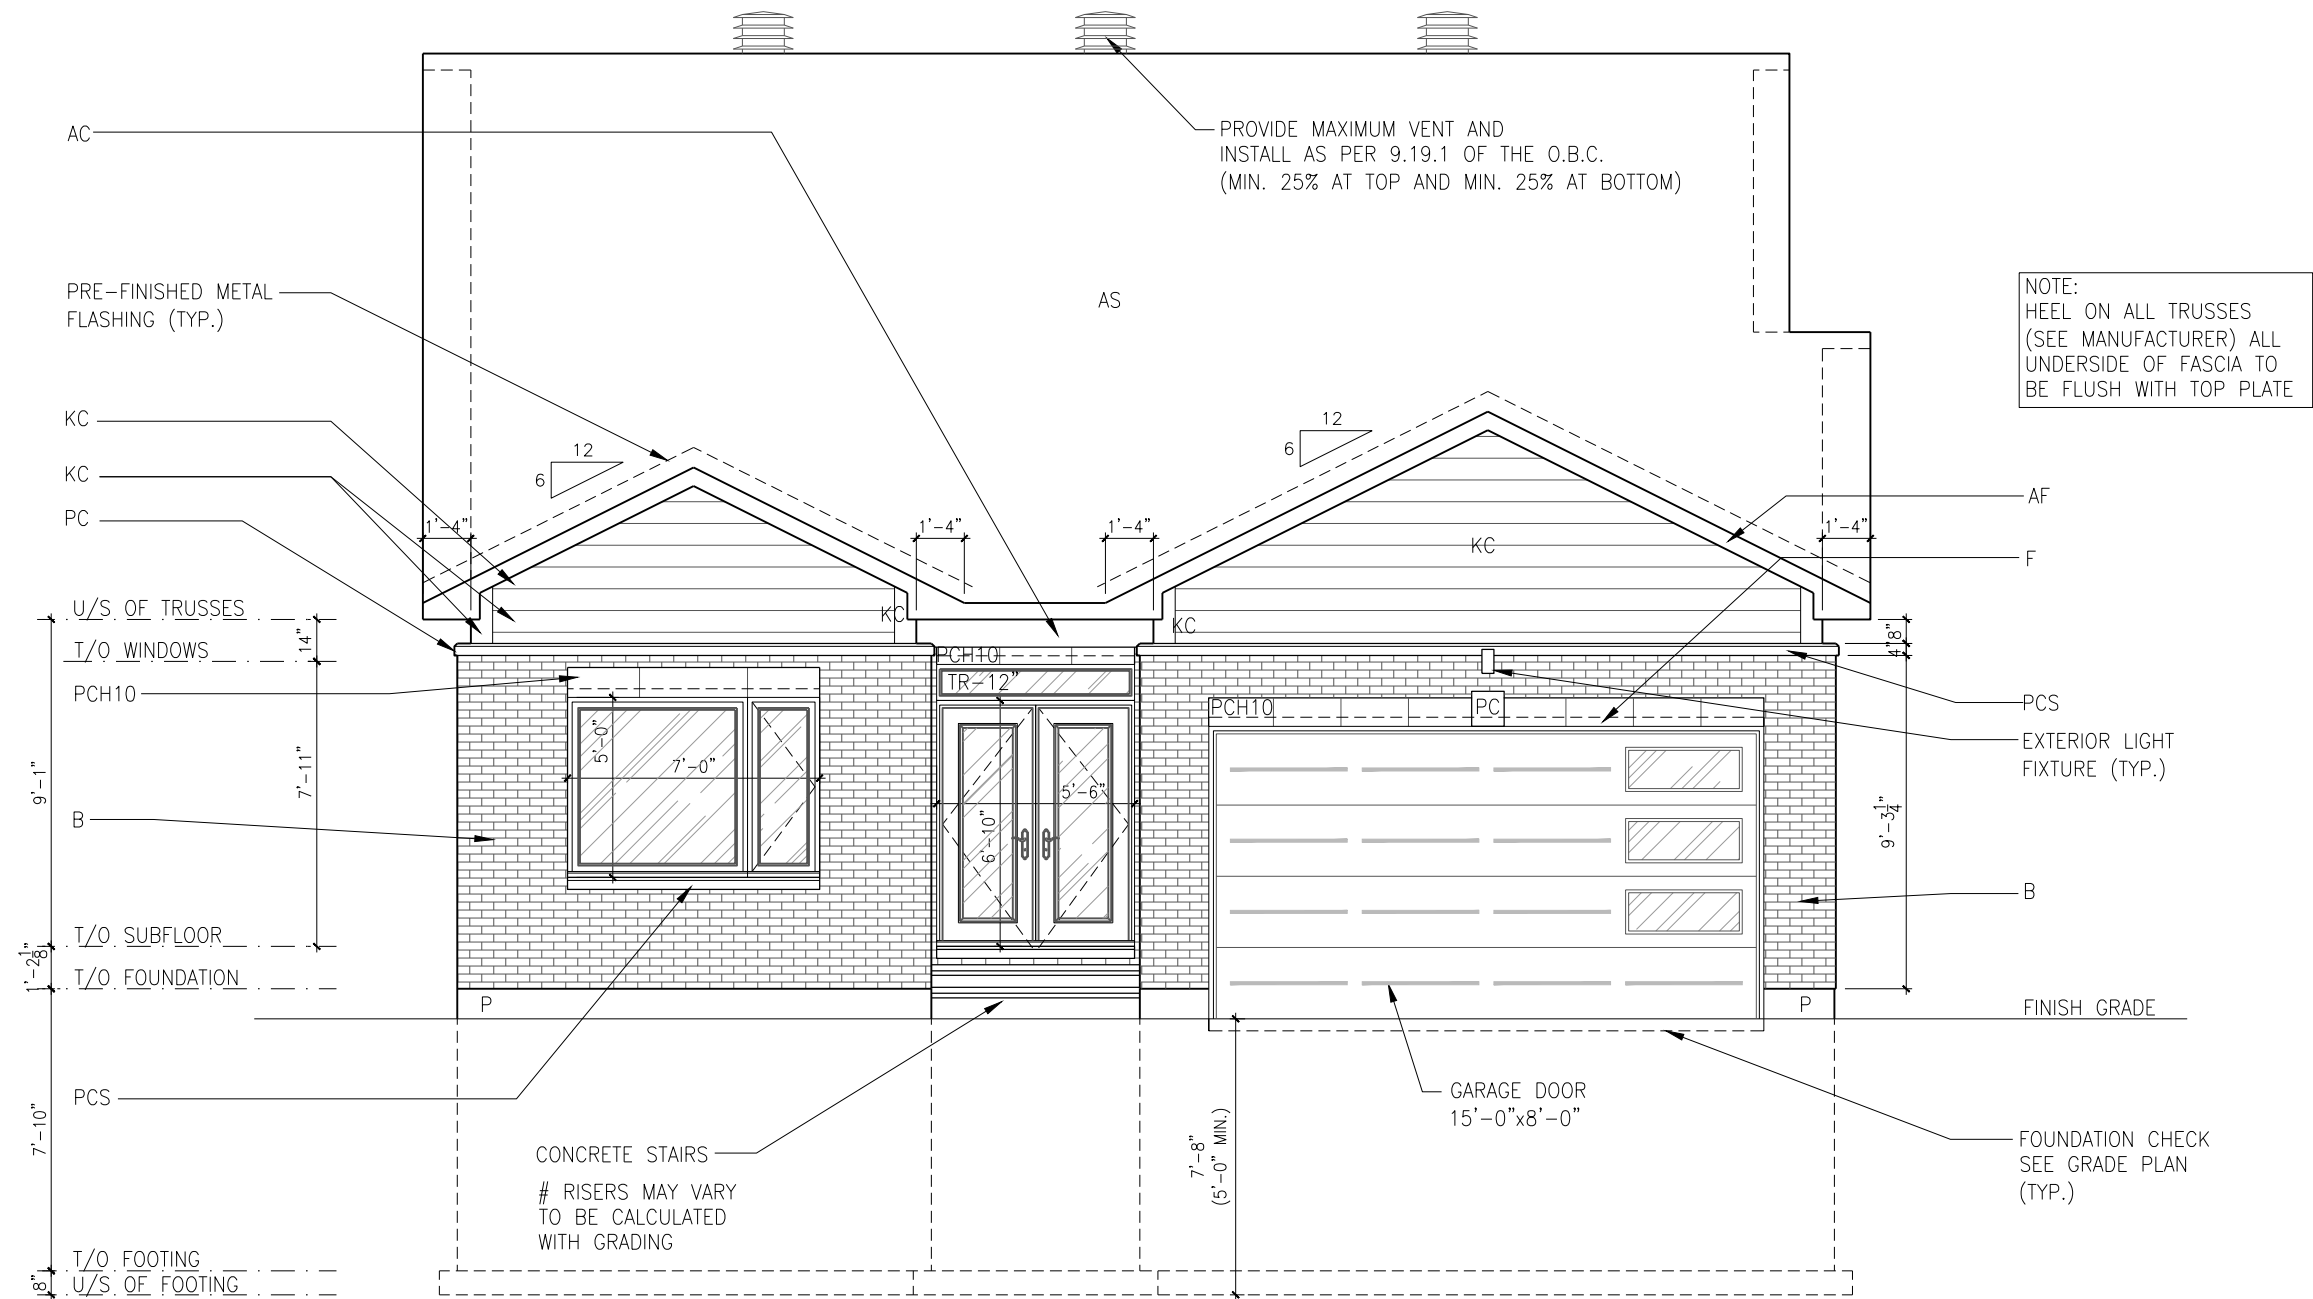 AC
PROVIDE MAXIMUM VENT AND
INSTALL AS PER 9.19.1 OF THE O.B.C.
(MIN. 25% AT TOP AND MIN. 25% AT BOTTOM)
PRE-FINISHED METAL
FLASHING (TYP.)
AS
NOTE:
HEEL ON ALL TRUSSES
(SEE MANUFACTURER) ALL
UNDERSIDE OF FASCIA TO
BE FLUSH WITH TOP PLATE
KC
12
6
12
6
KC
PC
1'-4"
1'-4"
1'-4"
1'-4"
AF
KC
F
U/S OF TRUSSES
KC
KC
14"
8"
4"
T/O WINDOWS
PCH10
TR-12"
PCH10
PCH10
PC
PCS
EXTERIOR LIGHT
FIXTURE (TYP.)
5'-0"
7'-0"
5'-6"
6'-10"
9'-1"
7'-11"
9'-3 1/4"
B
B
T/O SUBFLOOR
1'-2 1/8"
T/O FOUNDATION
P
P
FINISH GRADE
PCS
GARAGE DOOR
15'-0"x8'-0"
7'-10"
7'-8"
(5'-0" MIN.)
CONCRETE STAIRS
# RISERS MAY VARY
TO BE CALCULATED
WITH GRADING
FOUNDATION CHECK
SEE GRADE PLAN
(TYP.)
T/O FOOTING
8"
U/S OF FOOTING